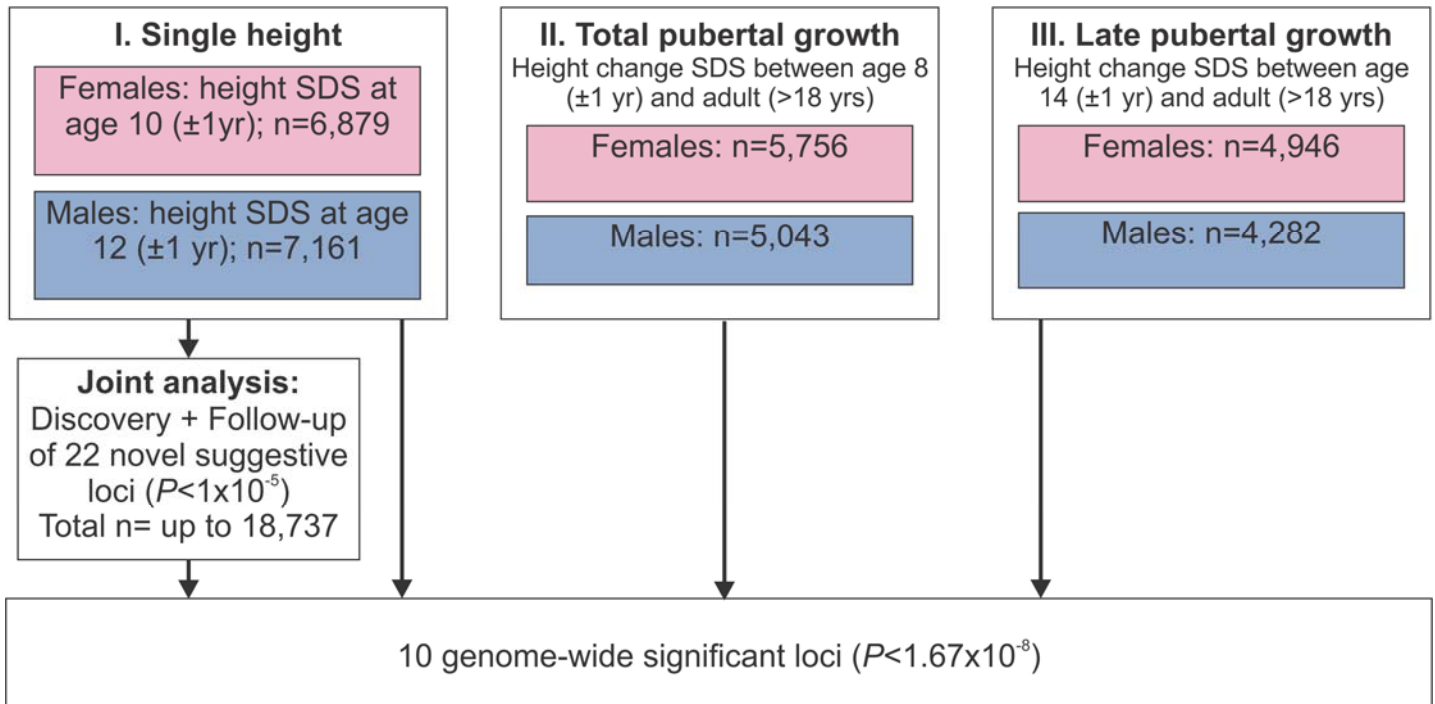 I. Single height
Females: height SDS at
age 10 (±1yr); n=6,879
Males: height SDS at age
12 (±1 yr); n=7,161
II. Total pubertal growth
Height change SDS between age 8
(±1 yr) and adult (>18 yrs)
Females: n=5,756
Males: n=5,043
III. Late pubertal growth
Height change SDS between age
14 (±1 yr) and adult (>18 yrs)
Females: n=4,946
Males: n=4,282
Joint analysis:
Discovery + Follow-up
of 22 novel suggestive
loci (P<1x10⁻⁵)
Total n= up to 18,737
10 genome-wide significant loci (P<1.67x10⁻⁸)